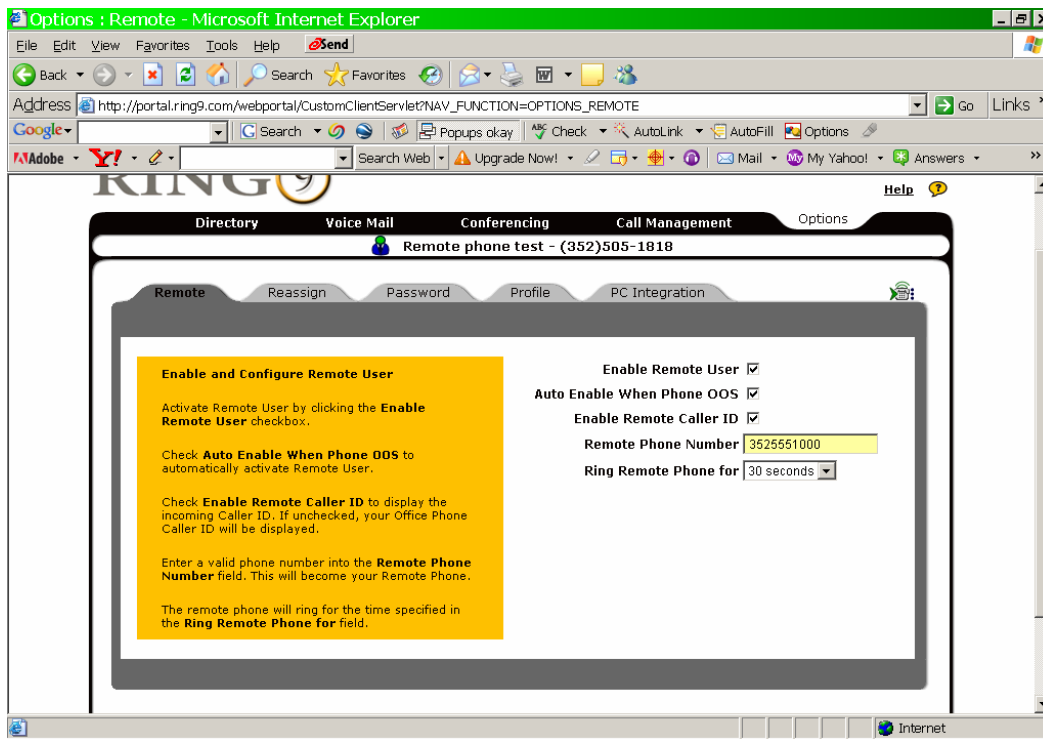 Options : Remote - Microsoft Internet Explorer
File Edit View Favorites Tools Help Send
Back Search Favorites
Address http://portal.ring9.com/webportal/CustomClientServlet?NAV_FUNCTION=OPTIONS_REMOTE Go Links
Google Search Popups okay ABC Check AutoLink AutoFill Options
Adobe Y! Search Web Upgrade Now! Mail My Yahoo! Answers »
RING 9
Help ?
Directory Voice Mail Conferencing Call Management Options
Remote phone test - (352)505-1818
Remote Reassign Password Profile PC Integration
Enable and Configure Remote User
Activate Remote User by clicking the Enable
Remote User checkbox.
Check Auto Enable When Phone OOS to
automatically activate Remote User.
Check Enable Remote Caller ID to display the
incoming Caller ID. If unchecked, your Office Phone
Caller ID will be displayed.
Enter a valid phone number into the Remote Phone
Number field. This will become your Remote Phone.
The remote phone will ring for the time specified in
the Ring Remote Phone for field.
Enable Remote User
Auto Enable When Phone OOS
Enable Remote Caller ID
Remote Phone Number 3525551000
Ring Remote Phone for 30 seconds
Internet